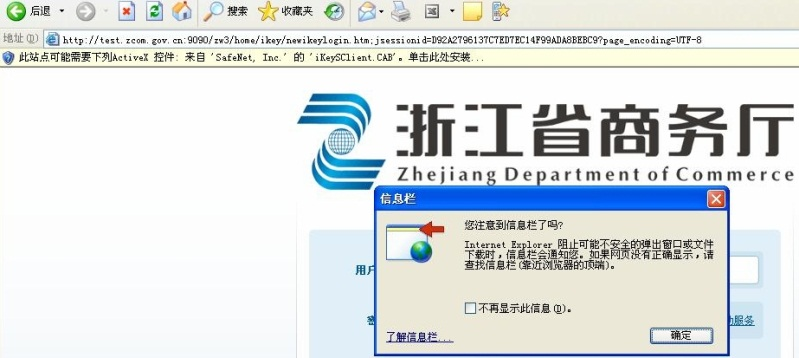 后退 搜索 收藏夹
地址(D) http://test.zcom.gov.cn:9090/zw3/home/ikey/newikeylogin.htm;jsessionid=D92A2796137C7ED7EC14F99ADA8BEBC9?page_encoding=UTF-8
此站点可能需要下列ActiveX 控件: 来自 'SafeNet, Inc.' 的 'iKeySClient.CAB'。单击此处安装...
浙江省商务厅
Zhejiang Department of Commerce
信息栏
您注意到信息栏了吗?
Internet Explorer 阻止可能不安全的弹出窗口或文件
下载时，信息栏会通知您。如果网页没有正确显示，请
查找信息栏(靠近浏览器的顶端)。
用户
不再显示此信息(D)。
密
助服务
了解信息栏...
确定